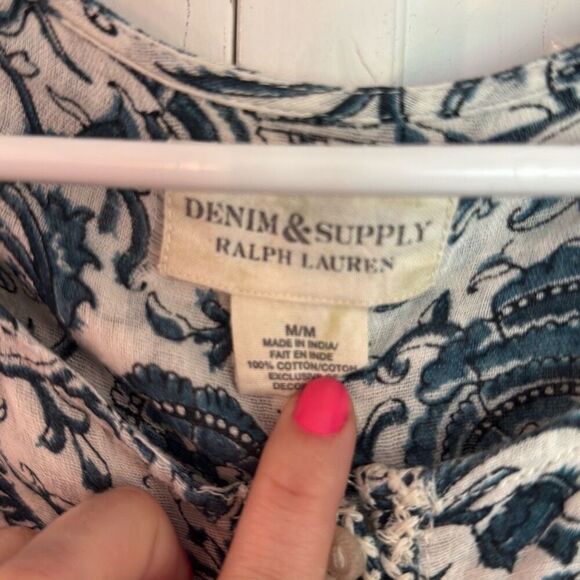 DENIM & SUPPLY
RALPH LAUREN
M/M
MADE IN INDIA/
FAIT EN INDE
100% COTTON/COTON